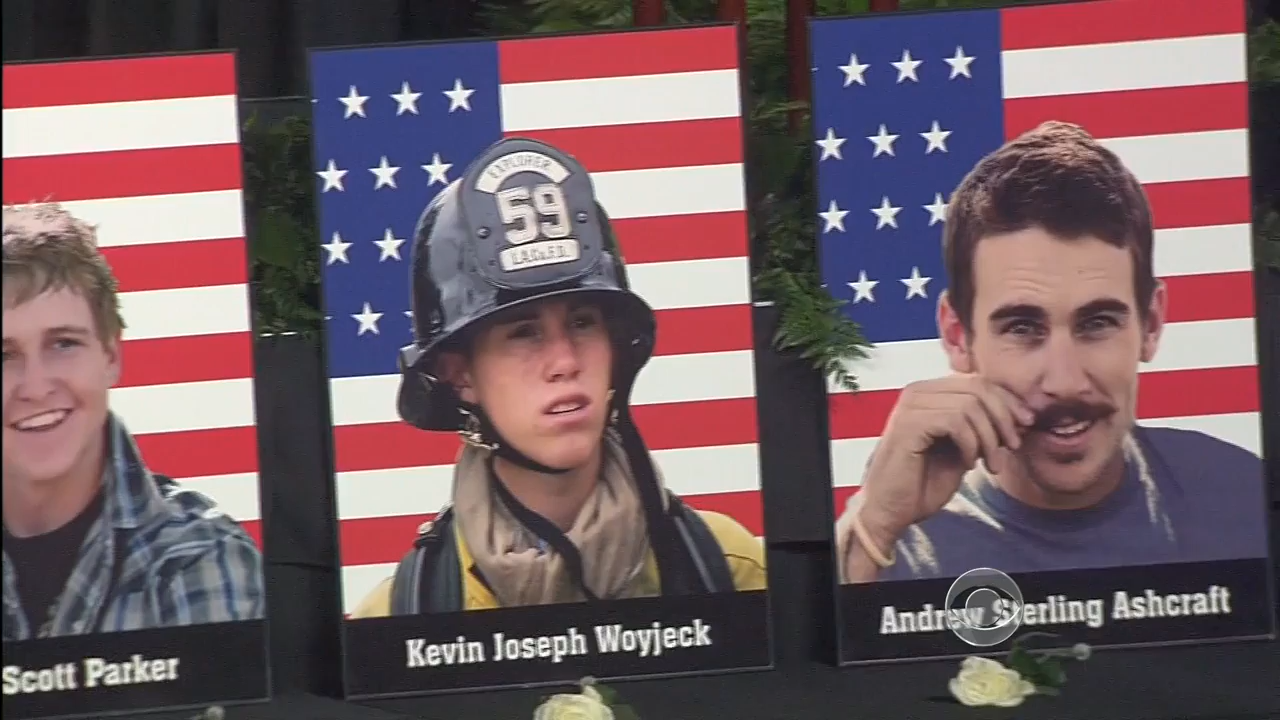 EXPLORER
59
L.A.Co.F.D.
Scott Parker
Kevin Joseph Woyjeck
Andrew Sterling Ashcraft